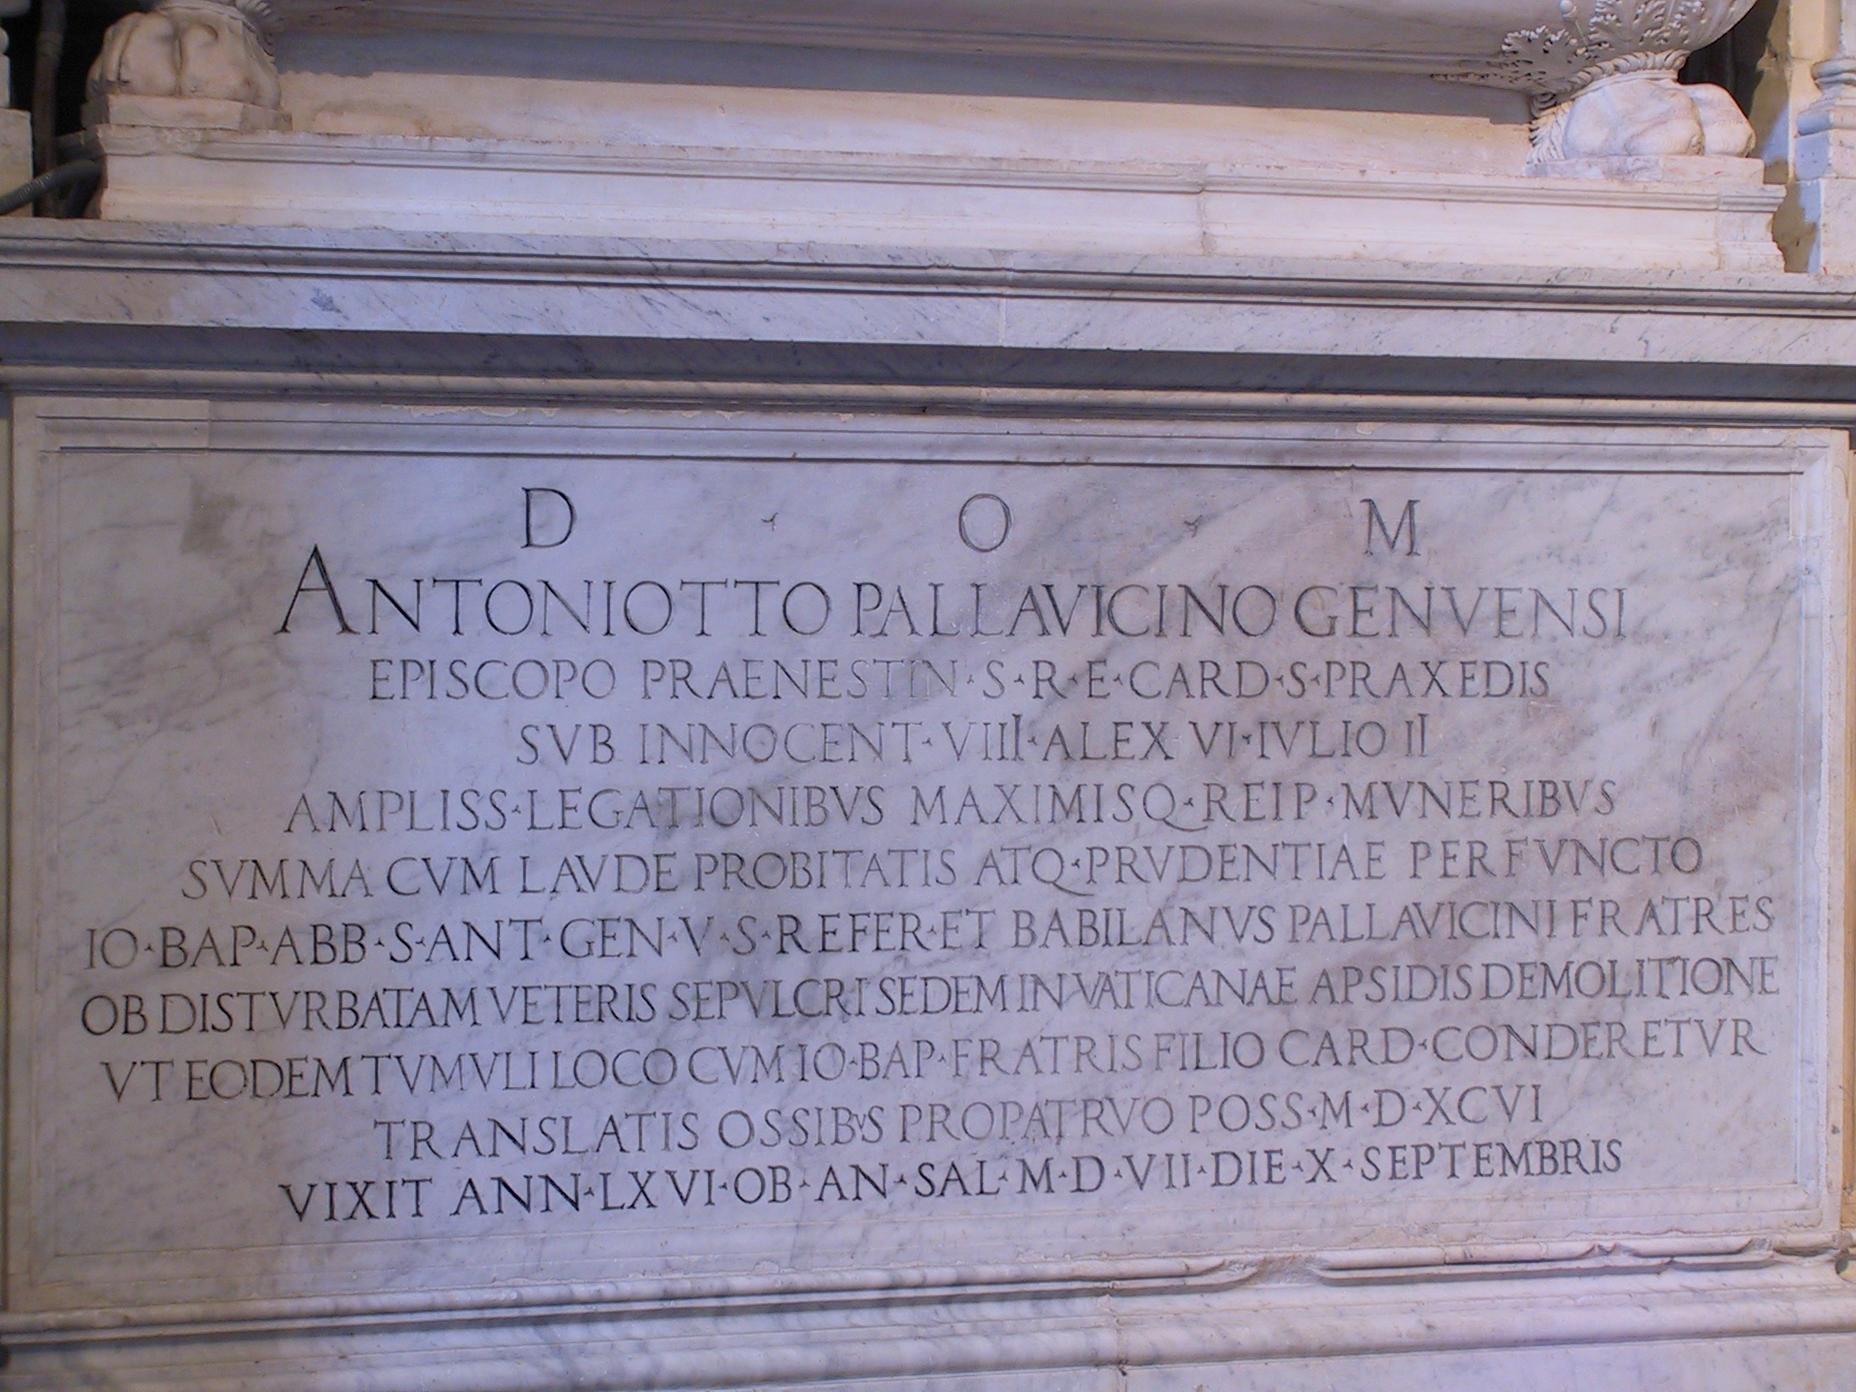 D · O · M
ANTONIOTTO PALLAVICINO GENVENSI
EPISCOPO PRAENESTIN·S·R·E·CARD·S·PRAXEDIS
SVB INNOCENT·VIII·ALEX VI·IVLIO II
AMPLISS·LEGATIONIBVS MAXIMISQ·REIP·MVNERIBVS
SVMMA CVM LAVDE PROBITATIS ATQ·PRVDENTIAE PERFVNCTO
IO·BAP·ABB·S·ANT·GEN·V·S·REFER·ET BABILANVS PALLAVICINI FRATRES
OB DISTVRBATAM VETERIS SEPVLCRI SEDEM IN VATICANAE APSIDIS DEMOLITIONE
VT EODEM TVMVLI LOCO CVM IO·BAP·FRATRIS FILIO CARD·CONDERETVR
TRANSLATIS OSSIBVS PROPATRVO POSS·M·D·XCVI
VIXIT ANN·LXVI·OB·AN·SAL·M·D·VII·DIE·X·SEPTEMBRIS